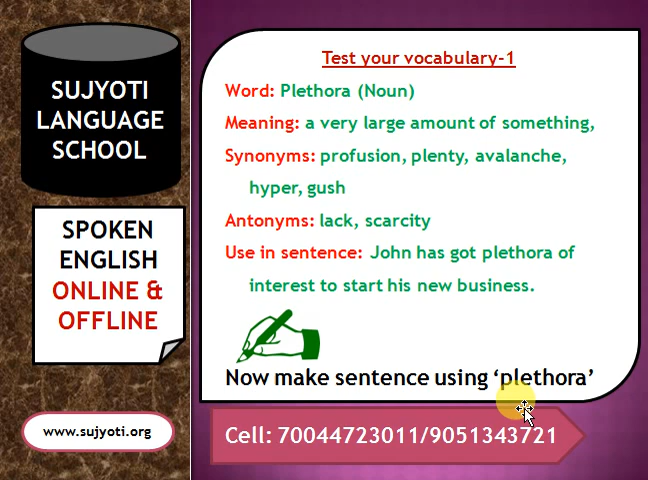 SUJYOTI
LANGUAGE
SCHOOL
SPOKEN
ENGLISH
ONLINE &
OFFLINE
www.sujyoti.org
Test your vocabulary-1
Word: Plethora (Noun)
Meaning: a very large amount of something,
Synonyms: profusion, plenty, avalanche,
hyper, gush
Antonyms: lack, scarcity
Use in sentence: John has got plethora of
interest to start his new business.
Now make sentence using ‘plethora’
Cell: 70044723011/9051343721